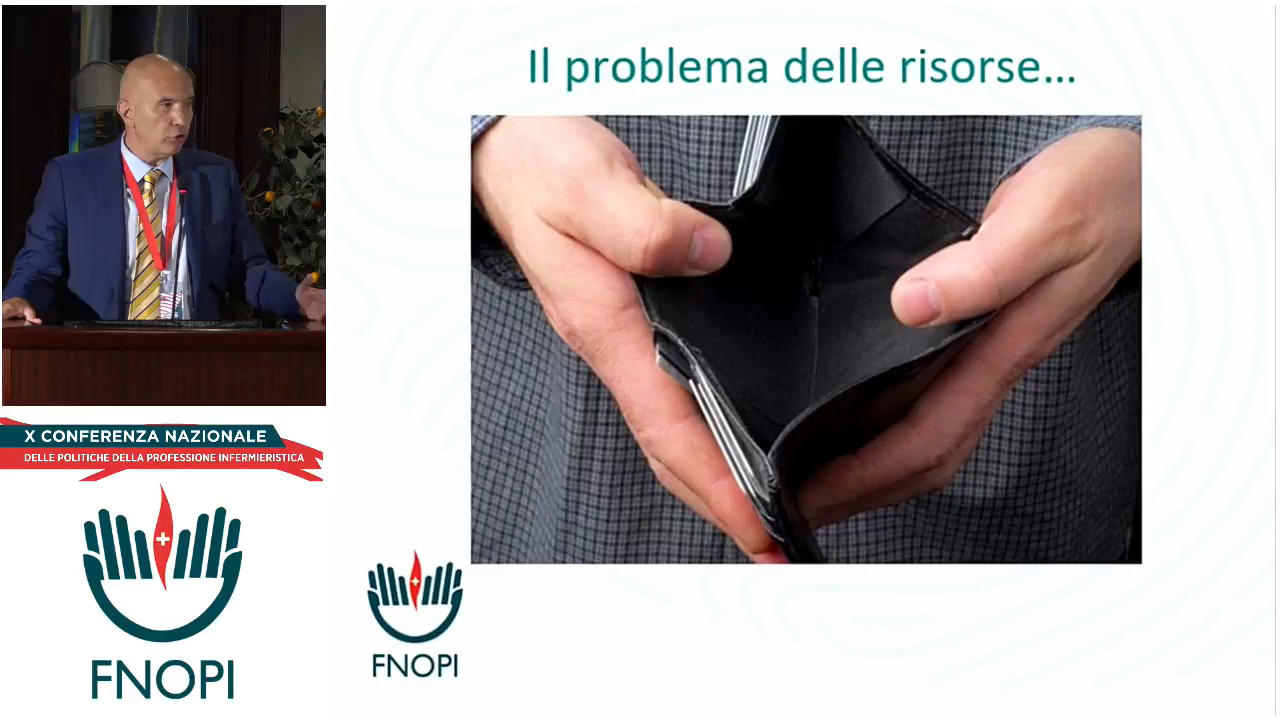 Il problema delle risorse...
X CONFERENZA NAZIONALE
DELLE POLITICHE DELLA PROFESSIONE INFERMIERISTICA
FNOPI
FNOPI